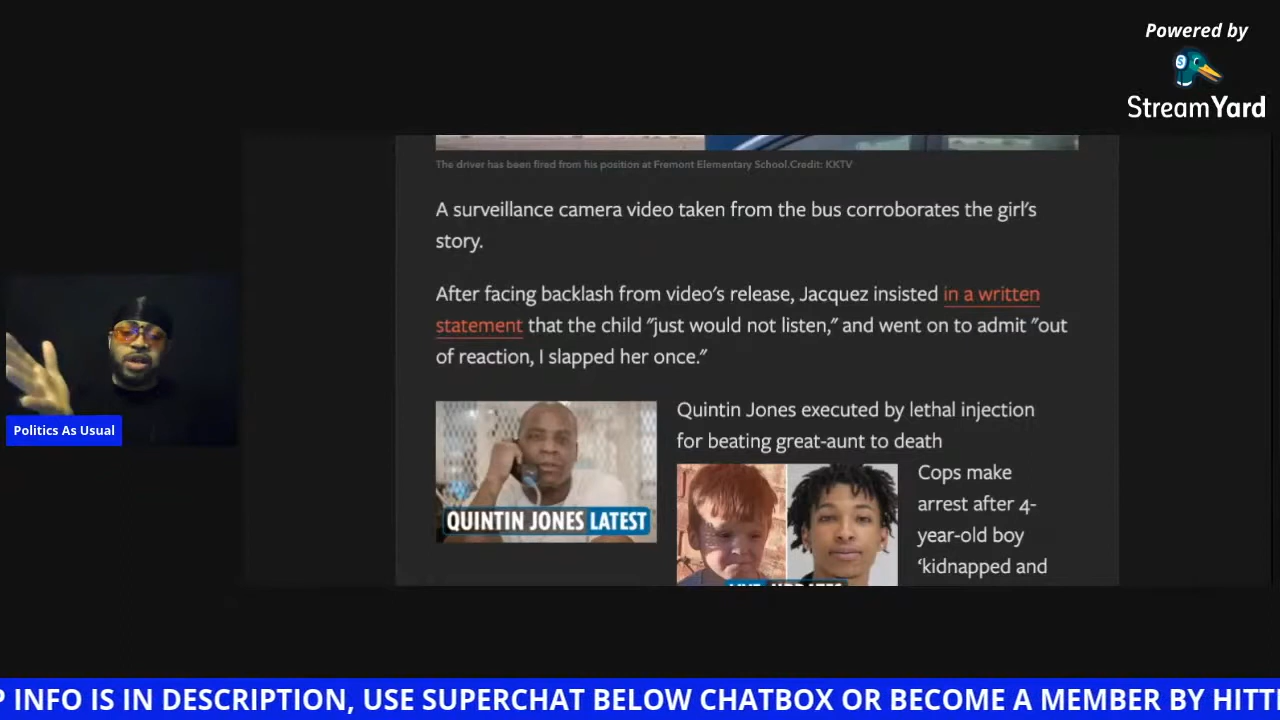 Powered by
StreamYard
The driver has been fired from his position at Fremont Elementary School.Credit: KKTV
A surveillance camera video taken from the bus corroborates the girl's
story.
After facing backlash from video's release, Jacquez insisted in a written
statement that the child "just would not listen," and went on to admit "out
of reaction, I slapped her once."
Quintin Jones executed by lethal injection
for beating great-aunt to death
QUINTIN JONES LATEST
Cops make
arrest after 4-
year-old boy
‘kidnapped and
LIVE UPDATES
Politics As Usual
P INFO IS IN DESCRIPTION, USE SUPERCHAT BELOW CHATBOX OR BECOME A MEMBER BY HITTI